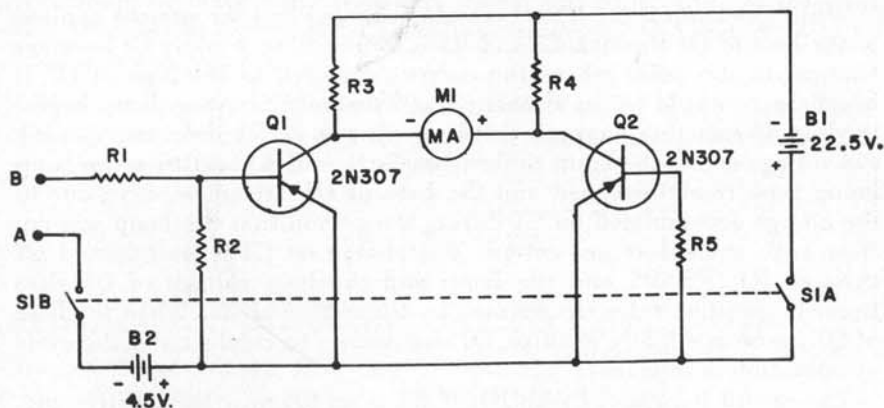 R3
M1
R4
B1
Q1
- MA +
Q2
-
22.5V.
+
R1
B
2N307
2N307
A
R2
R5
S1B
S1A
B2
- +
4.5V.